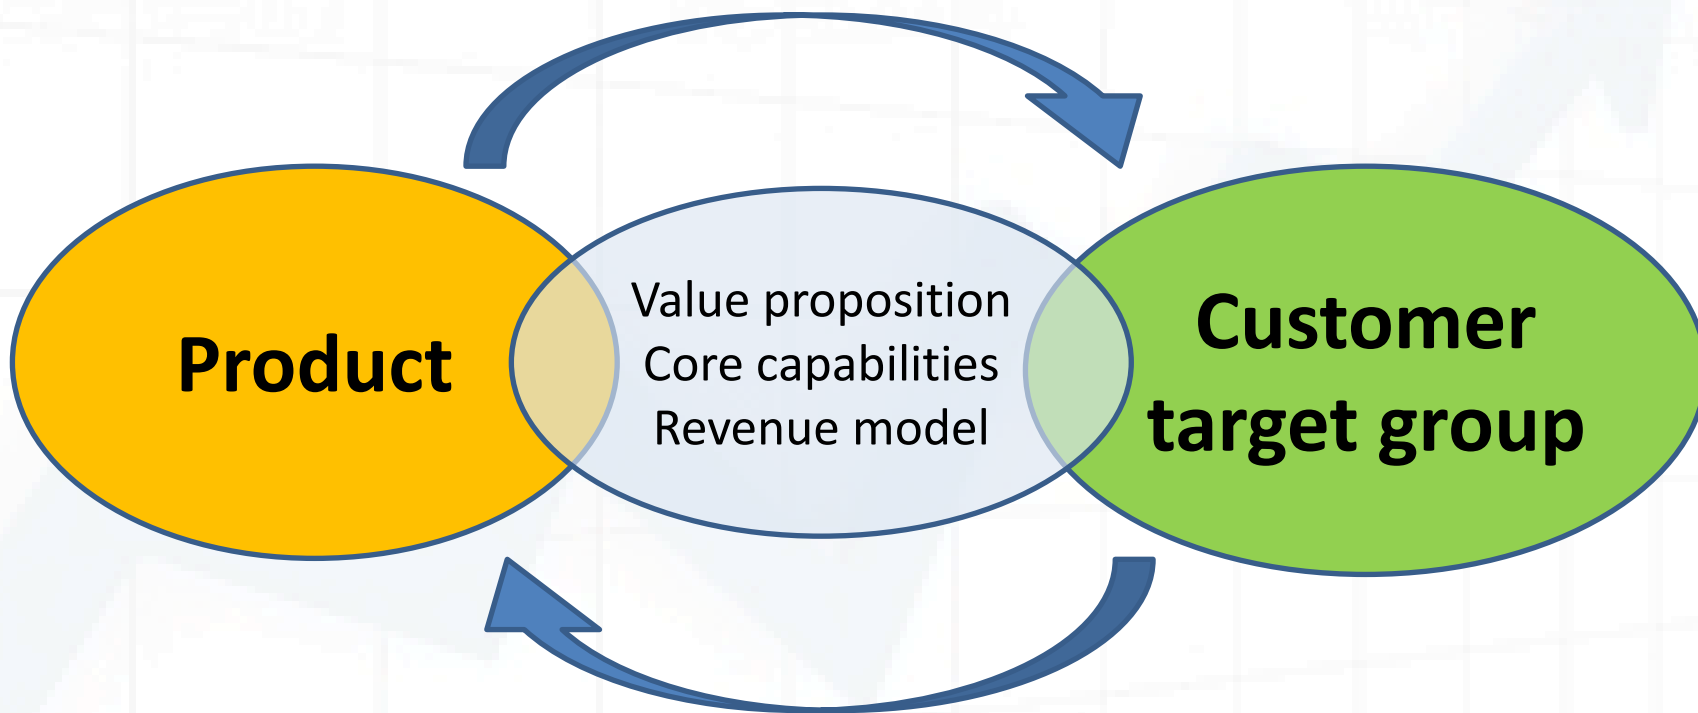 Product
Value proposition
Core capabilities
Revenue model
Customer
target group